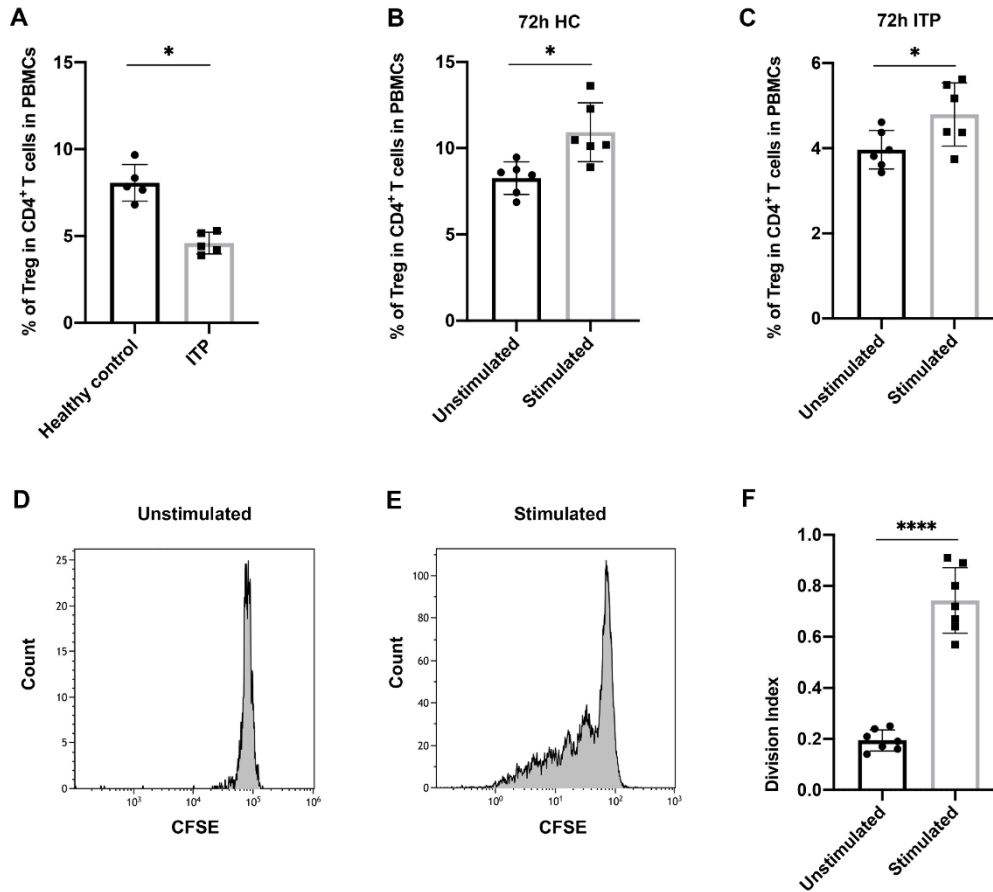 A
*
% of Treg in CD4+ T cells in PBMCs
15
10
5
0
Healthy control
ITP
B
72h HC
*
% of Treg in CD4+ T cells in PBMCs
15
10
5
0
Unstimulated
Stimulated
C
72h ITP
*
% of Treg in CD4+ T cells in PBMCs
6
4
2
0
Unstimulated
Stimulated
D
Unstimulated
Count
25
20
15
10
5
0
10³
10⁴
10⁵
10⁶
CFSE
E
Stimulated
Count
100
80
60
40
20
0
10⁰
10¹
10²
10³
CFSE
F
****
Division Index
1.0
0.8
0.6
0.4
0.2
0.0
Unstimulated
Stimulated